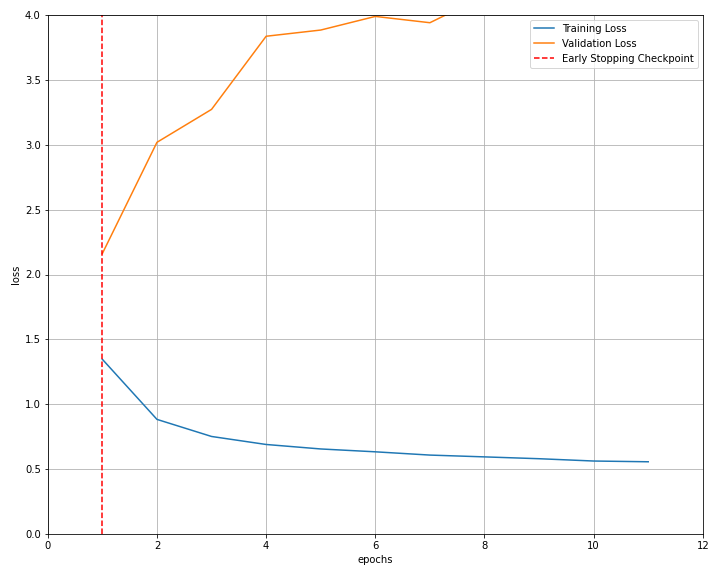 4.0
3.5
3.0
2.5
2.0
1.5
1.0
0.5
0.0
loss
0 2 4 6 8 10 12
epochs
Training Loss
Validation Loss
Early Stopping Checkpoint